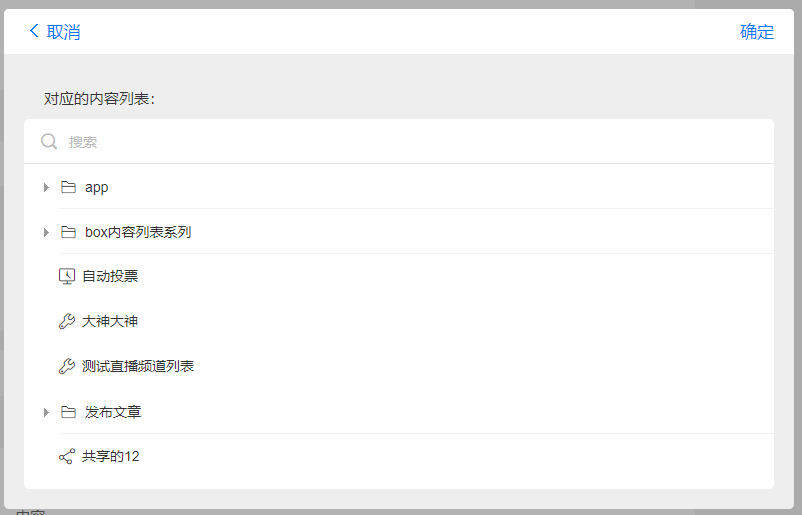 取消 确定
对应的内容列表：
搜索
app
box内容列表系列
自动投票
大神大神
测试直播频道列表
发布文章
共享的12
内容